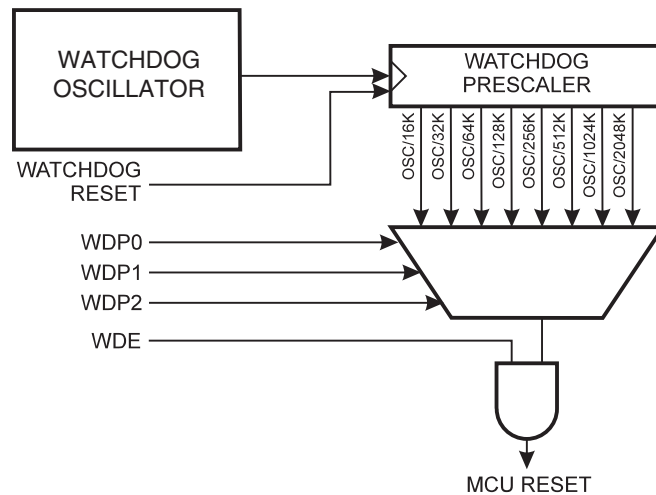 WATCHDOG
OSCILLATOR
WATCHDOG
PRESCALER
OSC/16K
OSC/32K
OSC/64K
OSC/128K
OSC/256K
OSC/512K
OSC/1024K
OSC/2048K
WATCHDOG
RESET
WDP0
WDP1
WDP2
WDE
MCU RESET